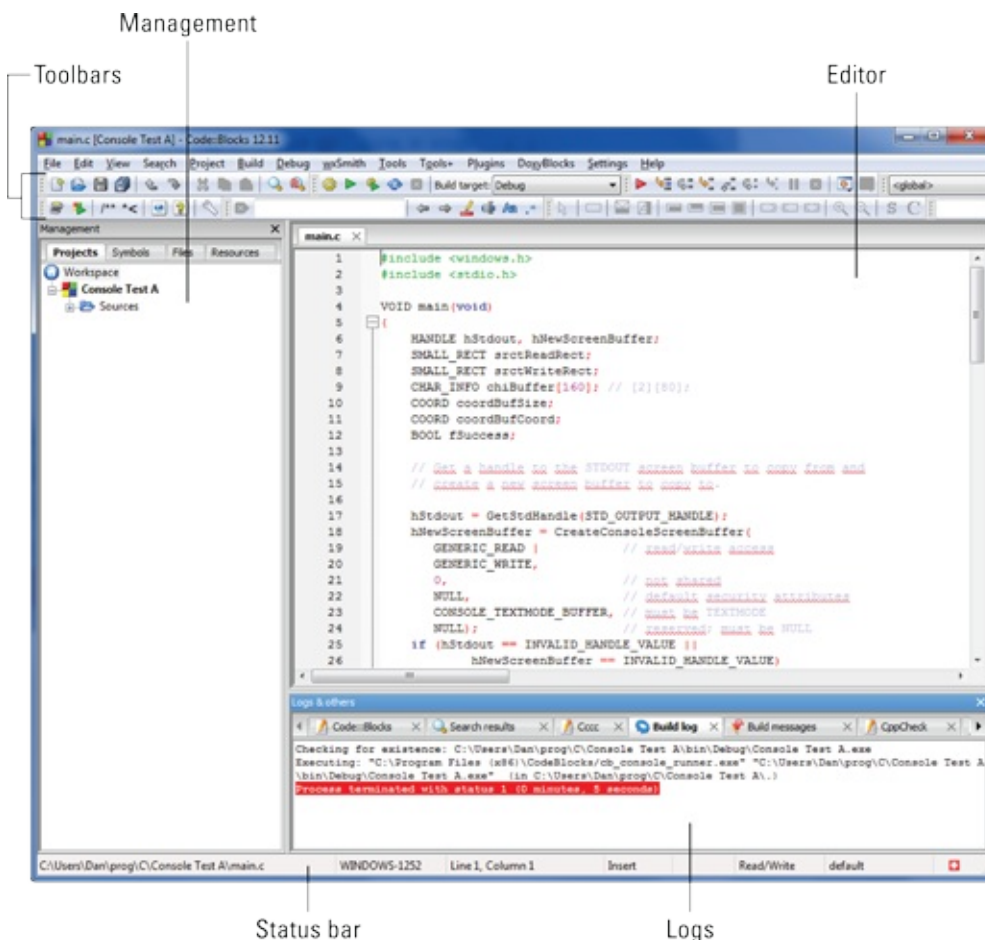 Management
Toolbars
Editor
main.c [Console Test A] - Code::Blocks 12.11
File Edit View Search Project Build Debug wxSmith Tools Tools+ Plugins DoxyBlocks Settings Help
Build target: Debug <global>
/** *< S C
Management
Projects Symbols Files Resources
Workspace
Console Test A
Sources
main.c
1 #include <windows.h>
2 #include <stdio.h>
3
4 VOID main(void)
5 {
6 HANDLE hStdout, hNewScreenBuffer;
7 SMALL_RECT srctReadRect;
8 SMALL_RECT srctWriteRect;
9 CHAR_INFO chiBuffer[160]; // [2][80];
10 COORD coordBufSize;
11 COORD coordBufCoord;
12 BOOL fSuccess;
13
14 // Get a handle to the STDOUT screen buffer to copy from and
15 // create a new screen buffer to copy to.
16
17 hStdout = GetStdHandle(STD_OUTPUT_HANDLE);
18 hNewScreenBuffer = CreateConsoleScreenBuffer(
19 GENERIC_READ | // read/write access
20 GENERIC_WRITE,
21 0, // not shared
22 NULL, // default security attributes
23 CONSOLE_TEXTMODE_BUFFER, // must be TEXTMODE
24 NULL); // reserved; must be NULL
25 if (hStdout == INVALID_HANDLE_VALUE ||
26 hNewScreenBuffer == INVALID_HANDLE_VALUE)
Logs & others
Code::Blocks Search results Cccc Build log Build messages CppCheck
Checking for existence: C:\Users\Dan\prog\C\Console Test A\bin\Debug\Console Test A.exe
Executing: "C:\Program Files (x86)\CodeBlocks/cb_console_runner.exe" "C:\Users\Dan\prog\C\Console Test A
\bin\Debug\Console Test A.exe" (in C:\Users\Dan\prog\C\Console Test A\.)
Process terminated with status 1 (0 minutes, 5 seconds)
C:\Users\Dan\prog\C\Console Test A\main.c WINDOWS-1252 Line 1, Column 1 Insert Read/Write default
Status bar
Logs